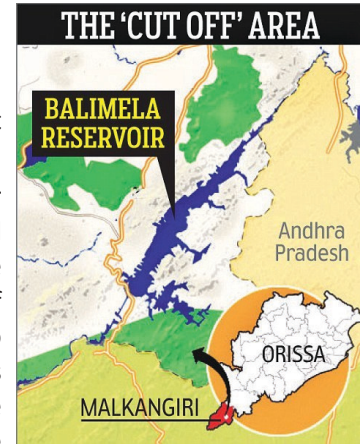 THE 'CUT OFF' AREA
BALIMELA
RESERVOIR
Andhra
Pradesh
ORISSA
MALKANGIRI